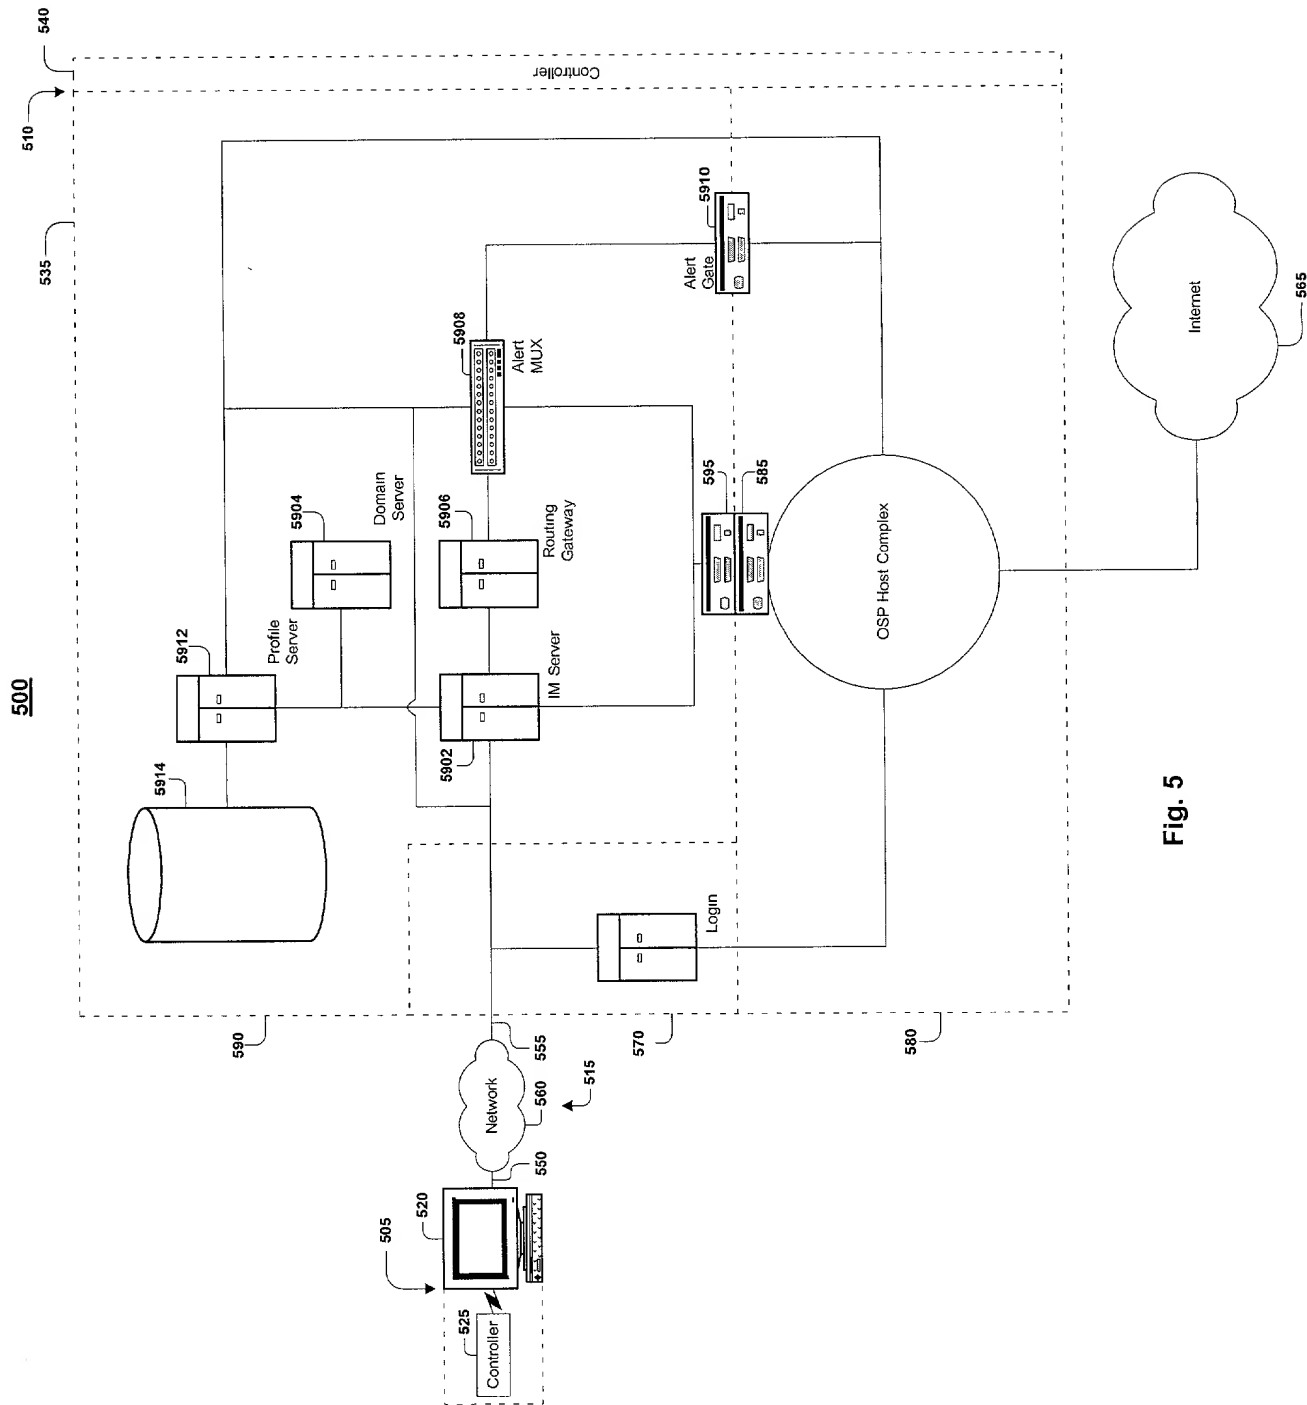 500
540
510
535
Controller
5914
5912
Profile
Server
5904
Domain
Server
5906
Routing
Gateway
5908
Alert
MUX
5910
Alert
Gate
5902
IM Server
595
585
OSP Host Complex
Login
590
570
580
555
515
Network
560
550
520
505
525
Controller
Internet
565
Fig. 5